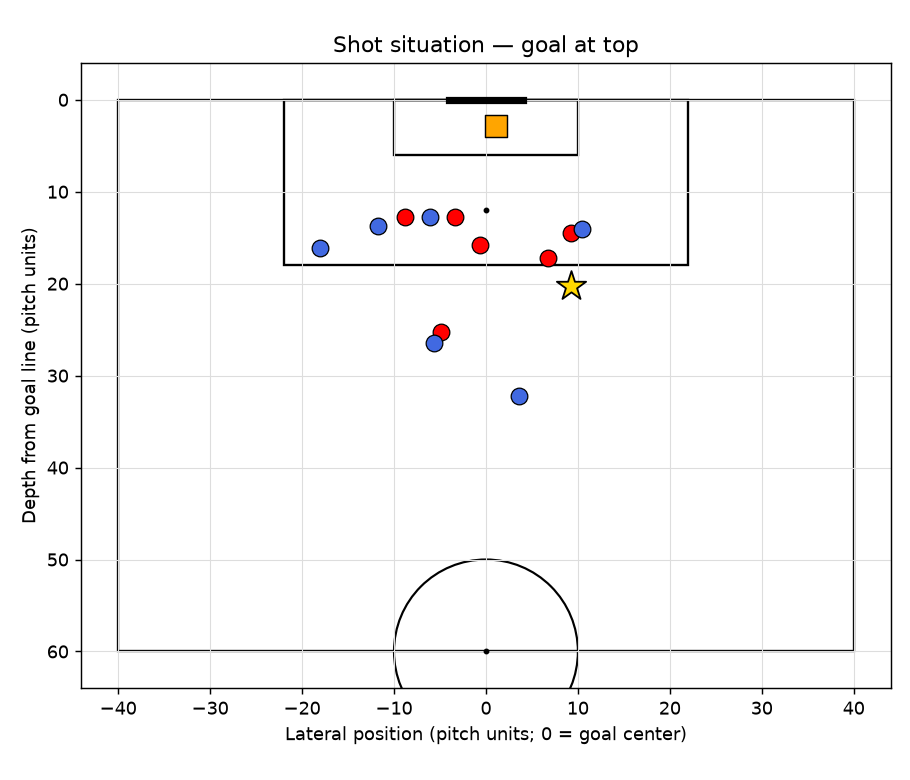 Shot situation — goal at top
0
10
20
30
40
50
60
Depth from goal line (pitch units)
−40 −30 −20 −10 0 10 20 30 40
Lateral position (pitch units; 0 = goal center)